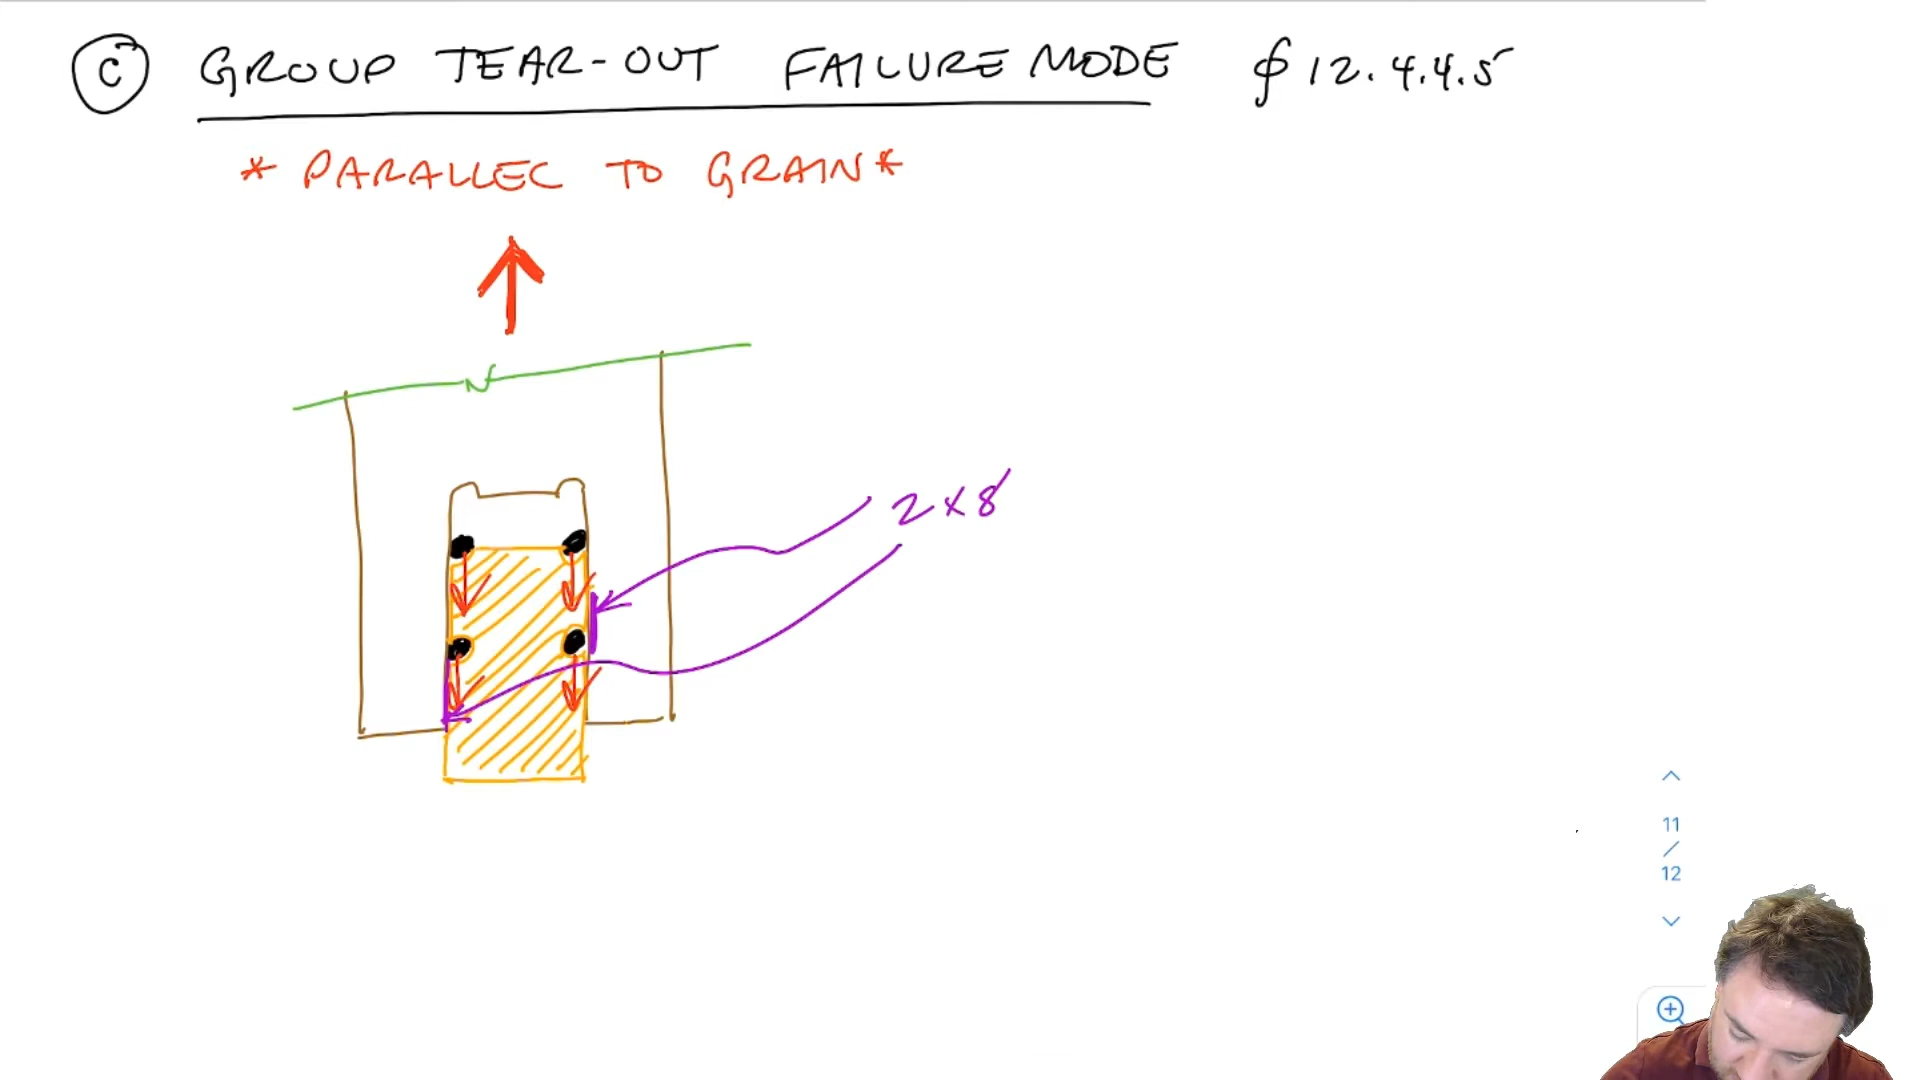 C GROUP TEAR-OUT FAILURE MODE § 12.4.4.5
* PARALLEL TO GRAIN *
2x8
11
/
12